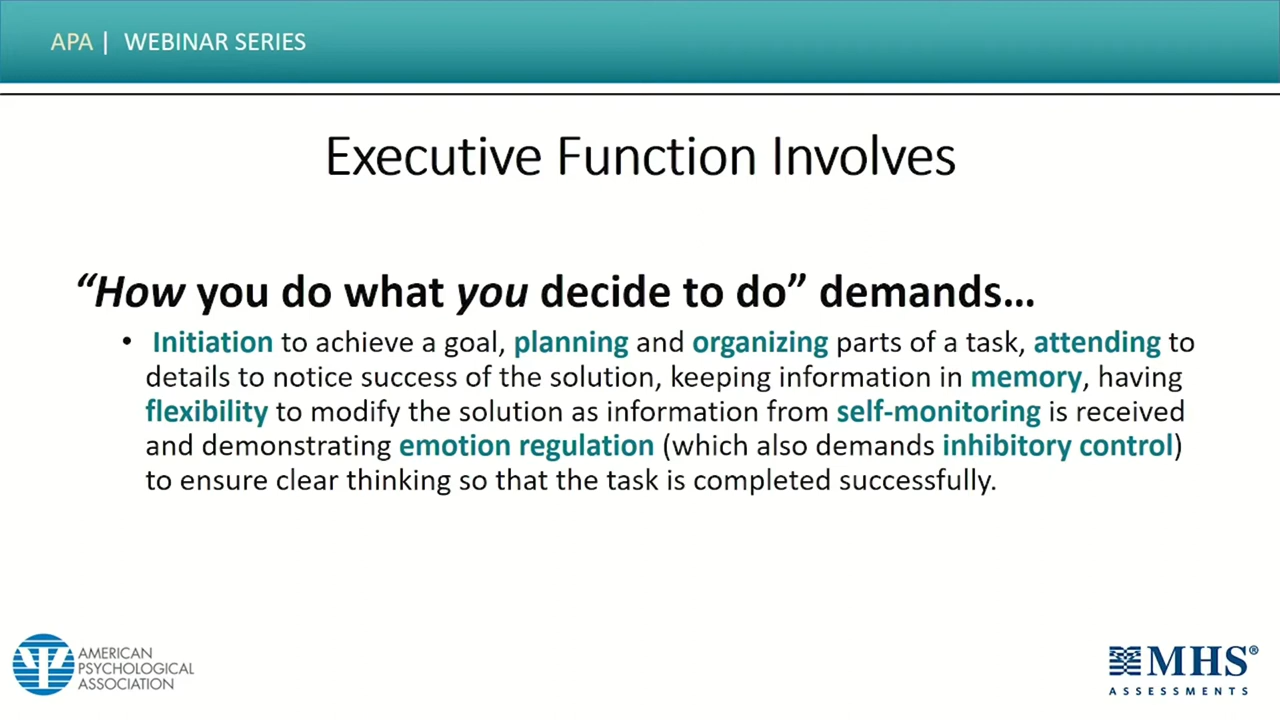 APA | WEBINAR SERIES
Executive Function Involves
“How you do what you decide to do” demands…
• Initiation to achieve a goal, planning and organizing parts of a task, attending to
details to notice success of the solution, keeping information in memory, having
flexibility to modify the solution as information from self-monitoring is received
and demonstrating emotion regulation (which also demands inhibitory control)
to ensure clear thinking so that the task is completed successfully.
AMERICAN
PSYCHOLOGICAL
ASSOCIATION
MHS®
ASSESSMENTS